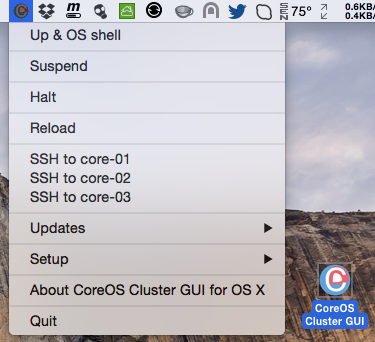 SEN 75° 0.6KB/
0.4KB/
Up & OS shell
Suspend
Halt
Reload
SSH to core-01
SSH to core-02
SSH to core-03
Updates
Setup
About CoreOS Cluster GUI for OS X
Quit
CoreOS
Cluster GUI